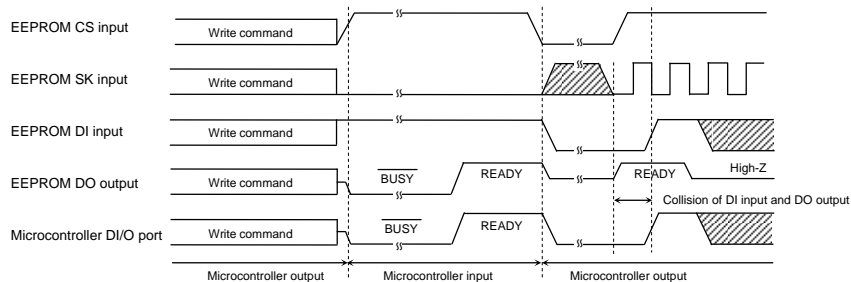 EEPROM CS input
Write command
EEPROM SK input
Write command
EEPROM DI input
Write command
EEPROM DO output
Write command
BUSY
READY
READY
High-Z
Collision of DI input and DO output
Microcontroller DI/O port
Write command
BUSY
READY
Microcontroller output
Microcontroller input
Microcontroller output